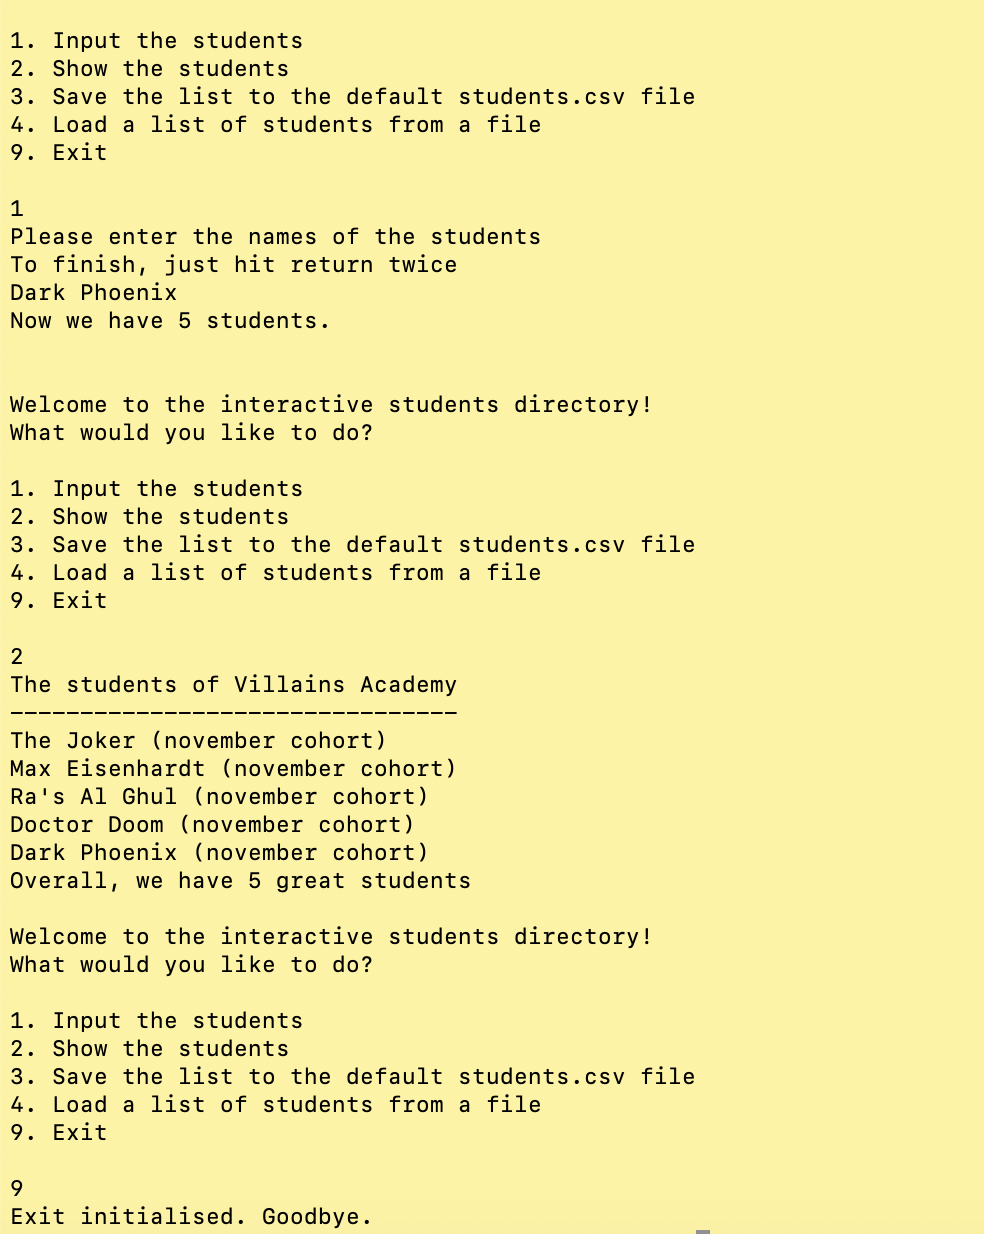 1. Input the students
2. Show the students
3. Save the list to the default students.csv file
4. Load a list of students from a file
9. Exit
1
Please enter the names of the students
To finish, just hit return twice
Dark Phoenix
Now we have 5 students.
Welcome to the interactive students directory!
What would you like to do?
1. Input the students
2. Show the students
3. Save the list to the default students.csv file
4. Load a list of students from a file
9. Exit
2
The students of Villains Academy
--------------------------------
The Joker (november cohort)
Max Eisenhardt (november cohort)
Ra's Al Ghul (november cohort)
Doctor Doom (november cohort)
Dark Phoenix (november cohort)
Overall, we have 5 great students
Welcome to the interactive students directory!
What would you like to do?
1. Input the students
2. Show the students
3. Save the list to the default students.csv file
4. Load a list of students from a file
9. Exit
9
Exit initialised. Goodbye.